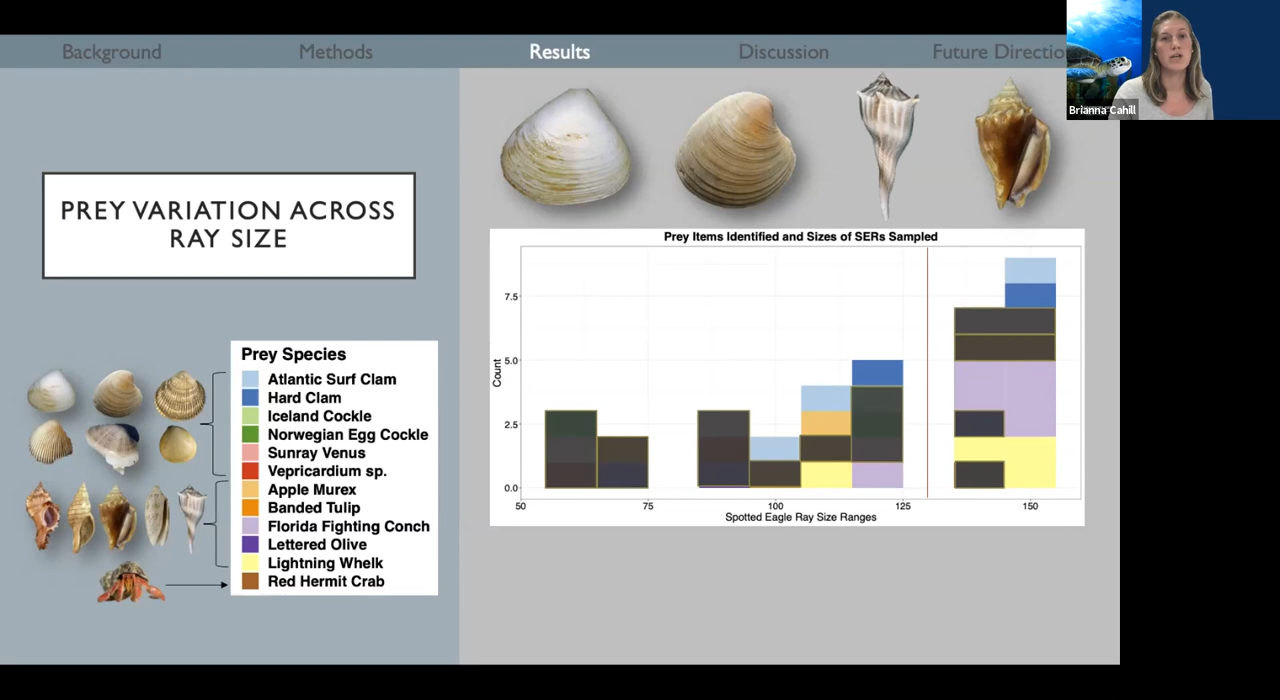 Background
Methods
Results
Discussion
Future Directio
Brianna Cahill
PREY VARIATION ACROSS
RAY SIZE
Prey Species
Atlantic Surf Clam
Hard Clam
Iceland Cockle
Norwegian Egg Cockle
Sunray Venus
Vepricardium sp.
Apple Murex
Banded Tulip
Florida Fighting Conch
Lettered Olive
Lightning Whelk
Red Hermit Crab
Prey Items Identified and Sizes of SERs Sampled
Count
7.5
5.0
2.5
0.0
50
75
100
125
150
Spotted Eagle Ray Size Ranges